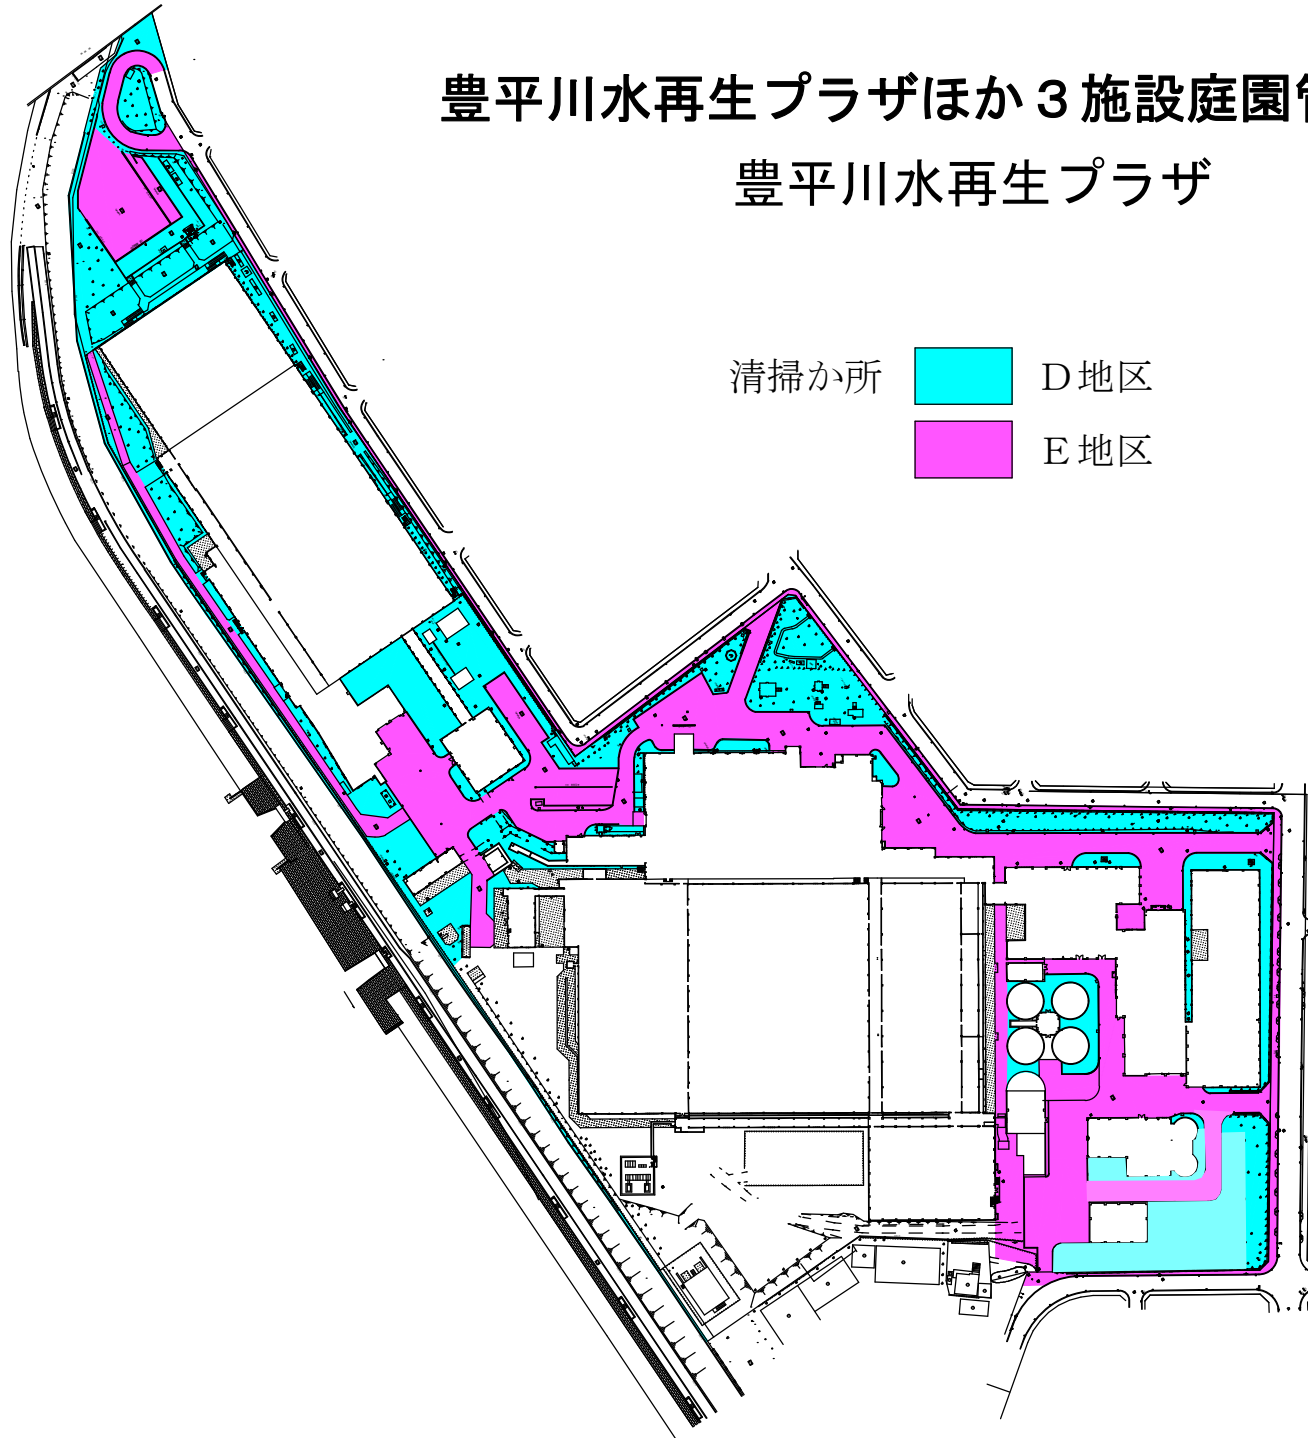 豊平川水再生プラザほか３施設庭園管
豊平川水再生プラザ
清掃か所 Ｄ地区
Ｅ地区